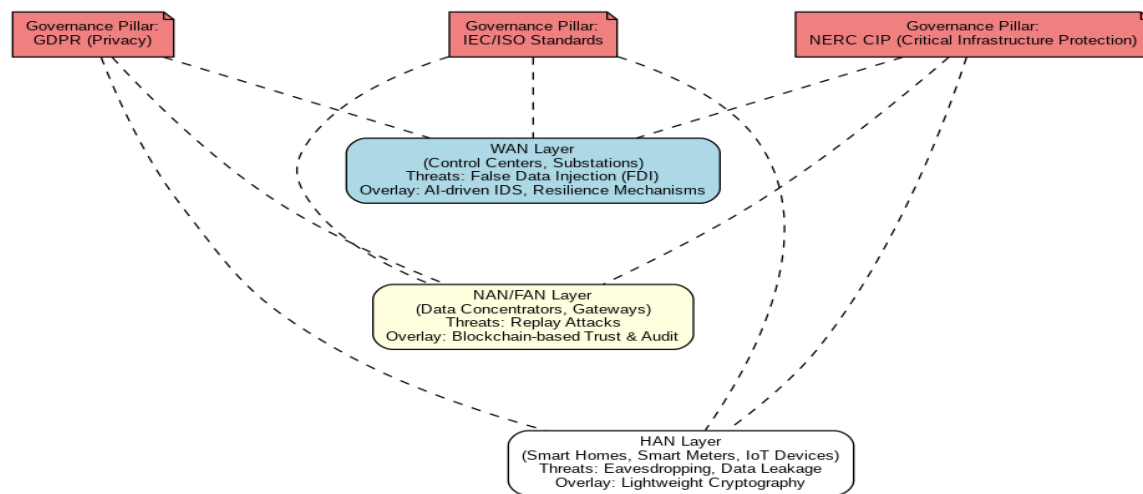 Governance Pillar:
GDPR (Privacy)
Governance Pillar:
IEC/ISO Standards
Governance Pillar:
NERC CIP (Critical Infrastructure Protection)
WAN Layer
(Control Centers, Substations)
Threats: False Data Injection (FDI)
Overlay: AI-driven IDS, Resilience Mechanisms
NAN/FAN Layer
(Data Concentrators, Gateways)
Threats: Replay Attacks
Overlay: Blockchain-based Trust & Audit
HAN Layer
(Smart Homes, Smart Meters, IoT Devices)
Threats: Eavesdropping, Data Leakage
Overlay: Lightweight Cryptography